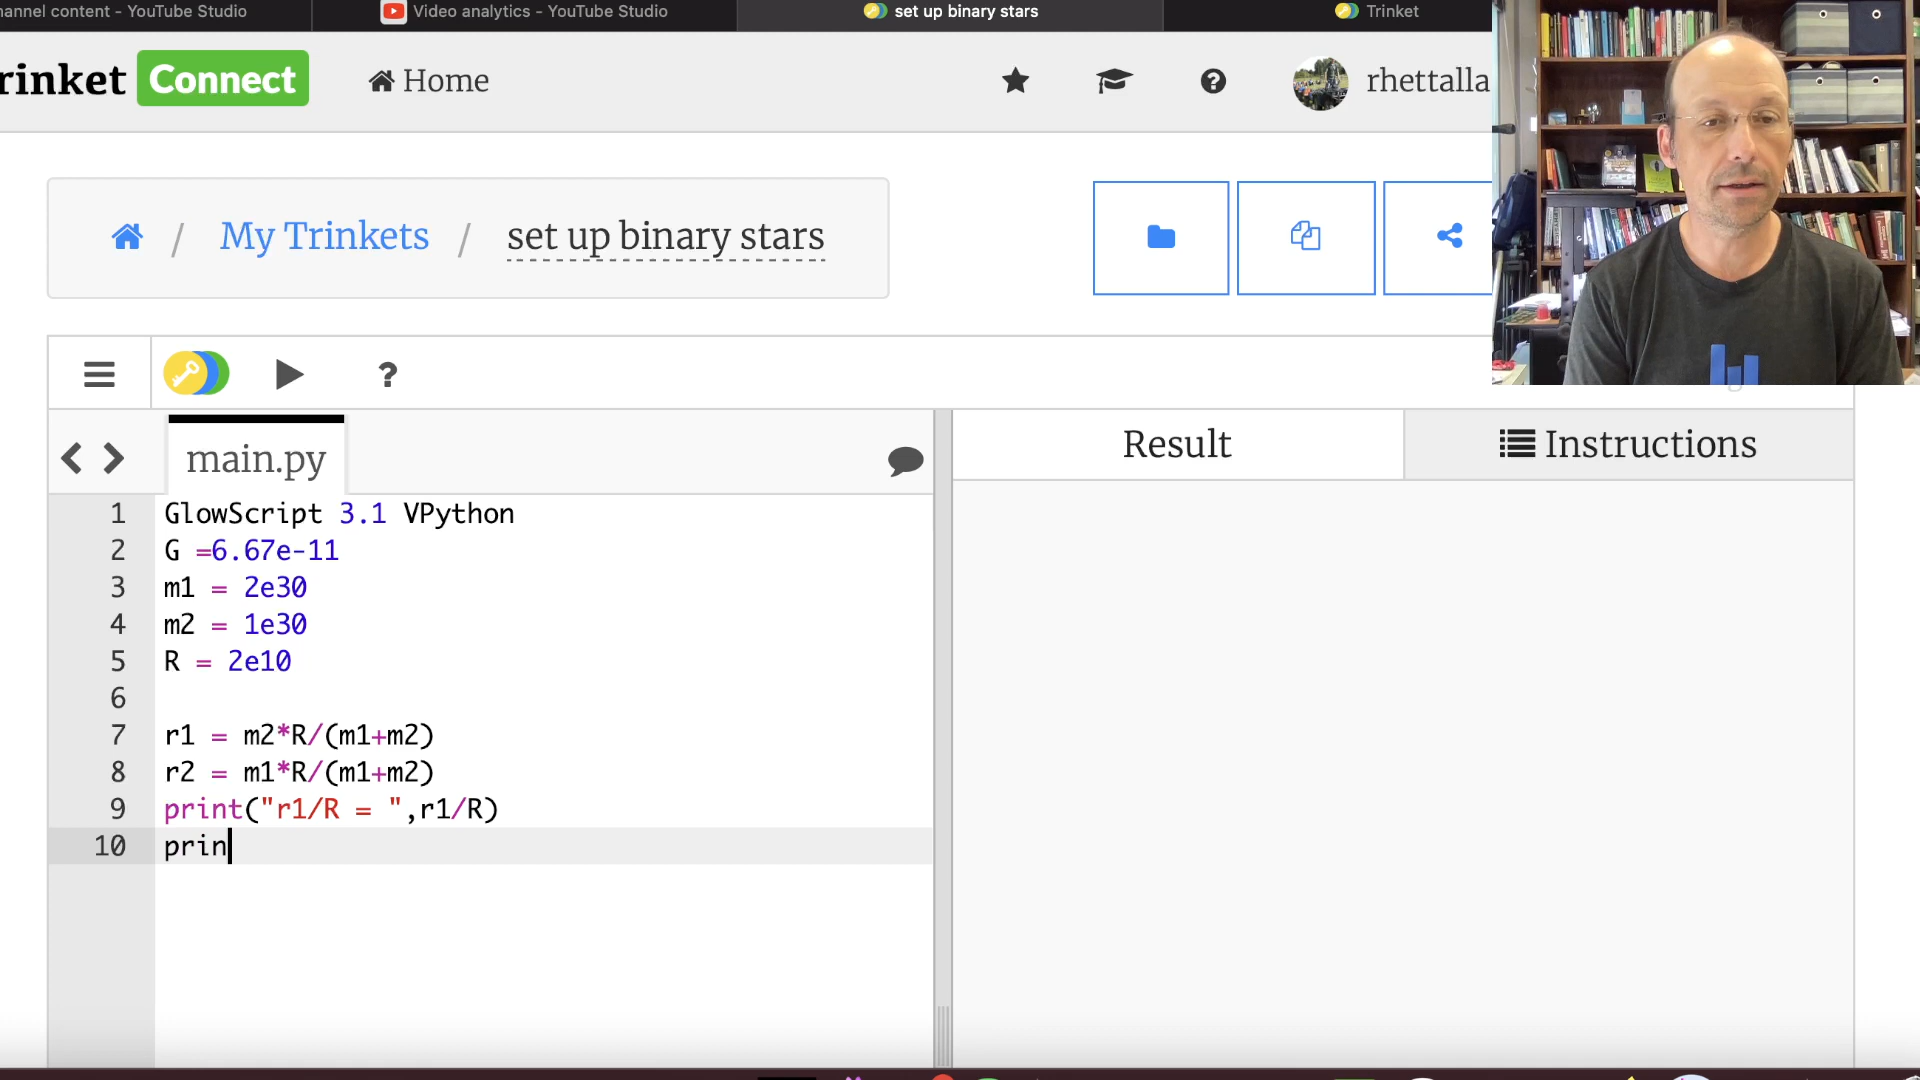 hannel content - YouTube Studio
Video analytics - YouTube Studio
set up binary stars
Trinket
rinket Connect
Home
rhettalla
/ My Trinkets / set up binary stars
?
main.py
Result
Instructions
1 GlowScript 3.1 VPython
2 G =6.67e-11
3 m1 = 2e30
4 m2 = 1e30
5 R = 2e10
6
7 r1 = m2*R/(m1+m2)
8 r2 = m1*R/(m1+m2)
9 print("r1/R = ",r1/R)
10 prin